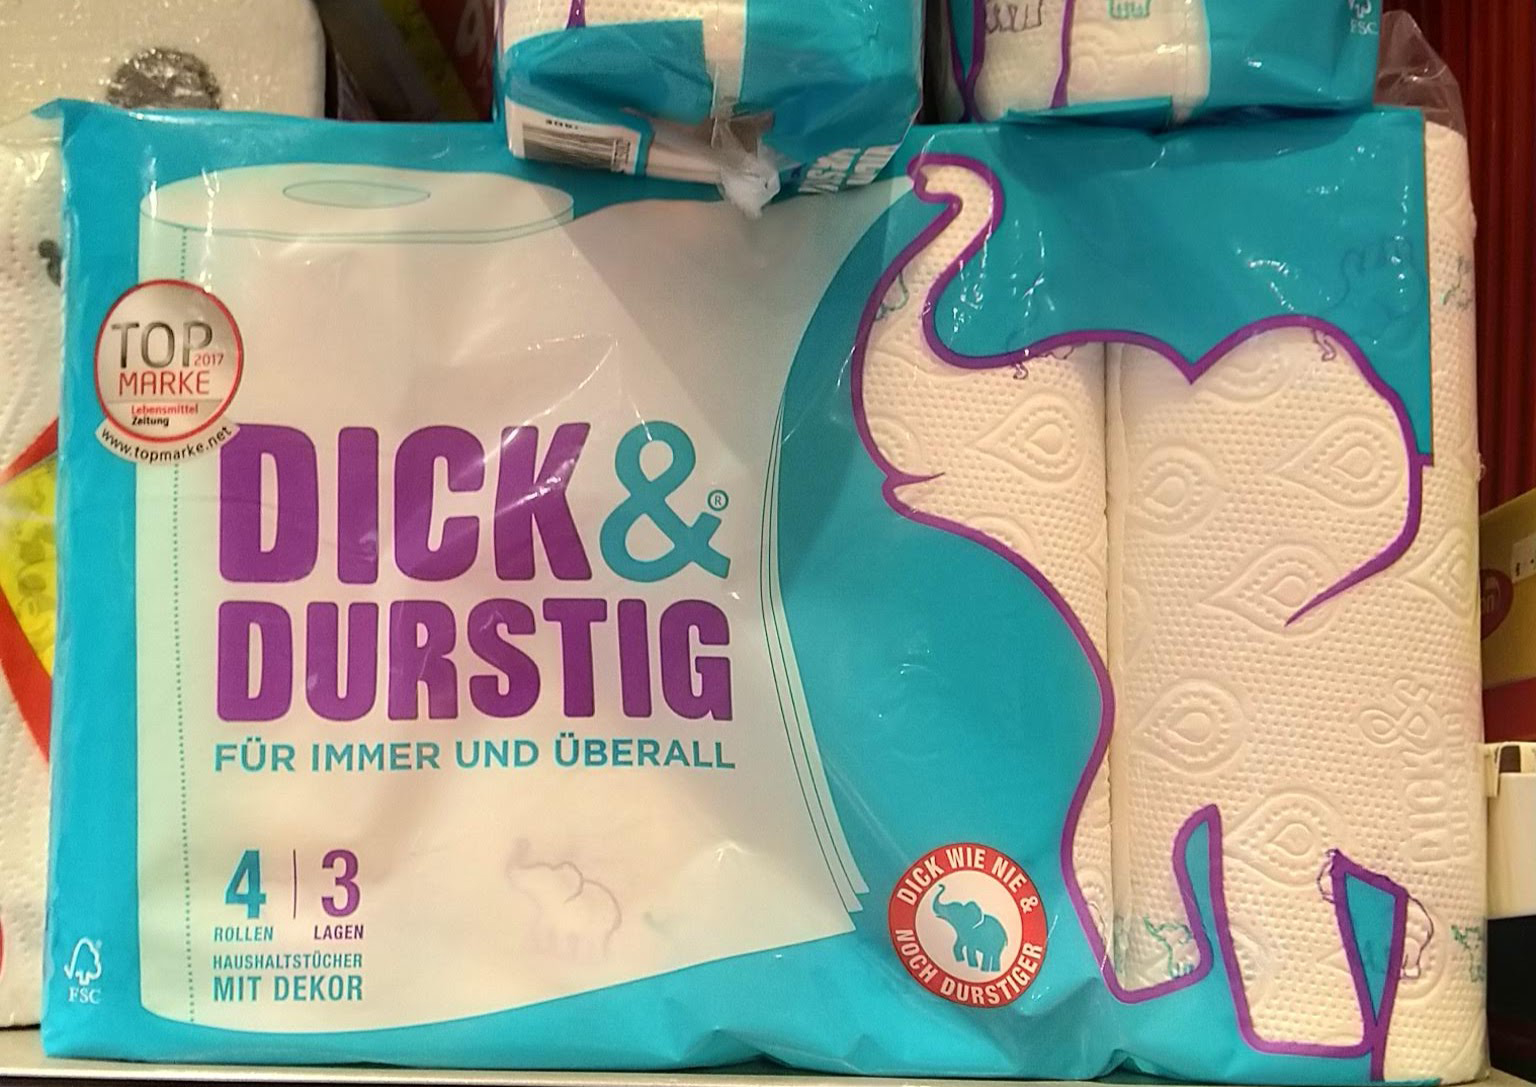 TOP
2017
MARKE
Lebensmittel
Zeitung
www.topmarke.net
DICK&
®
DURSTIG
FÜR IMMER UND ÜBERALL
4 | 3
ROLLEN LAGEN
HAUSHALTSTÜCHER
MIT DEKOR
FSC
DICK WIE NIE &
NOCH DURSTIGER
FSC